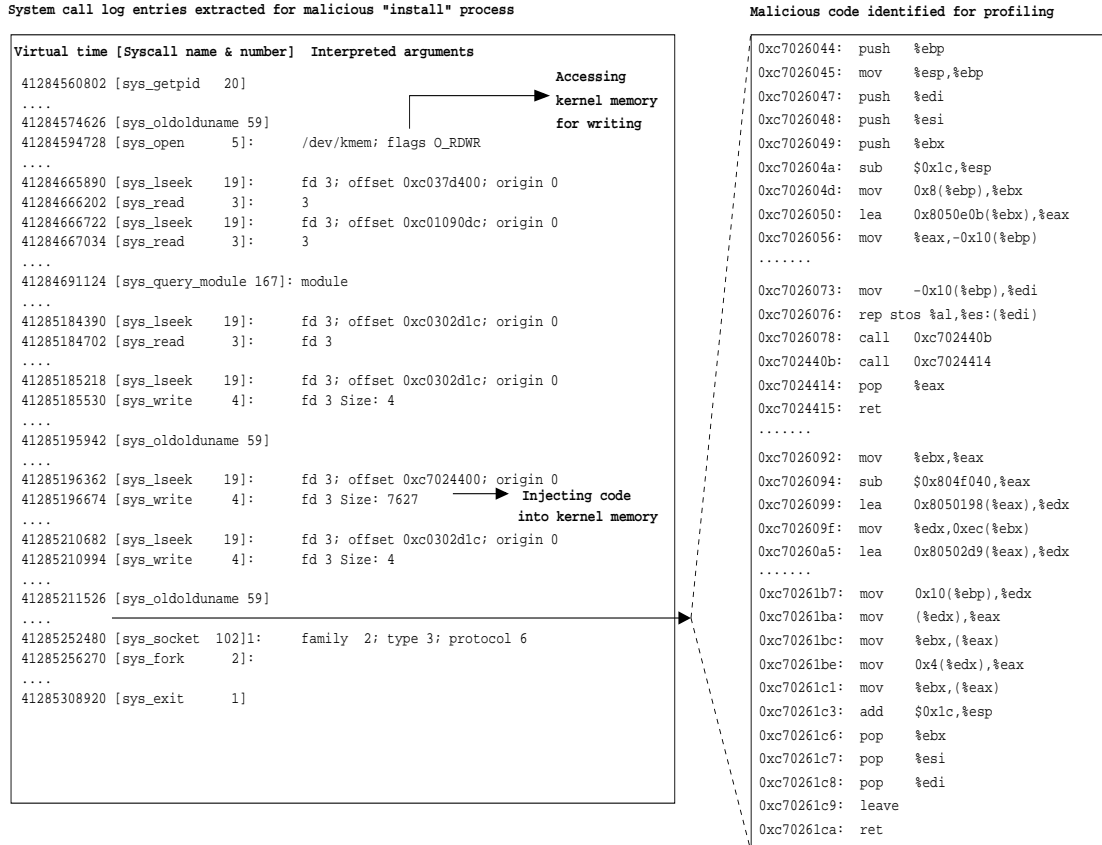 System call log entries extracted for malicious "install" process
Virtual time [Syscall name & number] Interpreted arguments
41284560802 [sys_getpid 20]
....
41284574626 [sys_oldolduname 59]
41284594728 [sys_open 5]: /dev/kmem; flags O_RDWR
....
41284665890 [sys_lseek 19]: fd 3; offset 0xc037d400; origin 0
41284666202 [sys_read 3]: 3
41284666722 [sys_lseek 19]: fd 3; offset 0xc01090dc; origin 0
41284667034 [sys_read 3]: 3
....
41284691124 [sys_query_module 167]: module
....
41285184390 [sys_lseek 19]: fd 3; offset 0xc0302d1c; origin 0
41285184702 [sys_read 3]: fd 3
....
41285185218 [sys_lseek 19]: fd 3; offset 0xc0302d1c; origin 0
41285185530 [sys_write 4]: fd 3 Size: 4
....
41285195942 [sys_oldolduname 59]
....
41285196362 [sys_lseek 19]: fd 3; offset 0xc7024400; origin 0
41285196674 [sys_write 4]: fd 3 Size: 7627
....
41285210682 [sys_lseek 19]: fd 3; offset 0xc0302d1c; origin 0
41285210994 [sys_write 4]: fd 3 Size: 4
....
41285211526 [sys_oldolduname 59]
....
41285252480 [sys_socket 102]1: family 2; type 3; protocol 6
41285256270 [sys_fork 2]:
....
41285308920 [sys_exit 1]
Accessing
kernel memory
for writing
Injecting code
into kernel memory
Malicious code identified for profiling
0xc7026044: push %ebp
0xc7026045: mov %esp,%ebp
0xc7026047: push %edi
0xc7026048: push %esi
0xc7026049: push %ebx
0xc702604a: sub $0x1c,%esp
0xc702604d: mov 0x8(%ebp),%ebx
0xc7026050: lea 0x8050e0b(%ebx),%eax
0xc7026056: mov %eax,-0x10(%ebp)
.......
0xc7026073: mov -0x10(%ebp),%edi
0xc7026076: rep stos %al,%es:(%edi)
0xc7026078: call 0xc702440b
0xc702440b: call 0xc7024414
0xc7024414: pop %eax
0xc7024415: ret
.......
0xc7026092: mov %ebx,%eax
0xc7026094: sub $0x804f040,%eax
0xc7026099: lea 0x8050198(%eax),%edx
0xc702609f: mov %edx,0xec(%ebx)
0xc70260a5: lea 0x80502d9(%eax),%edx
.......
0xc70261b7: mov 0x10(%ebp),%edx
0xc70261ba: mov (%edx),%eax
0xc70261bc: mov %ebx,(%eax)
0xc70261be: mov 0x4(%edx),%eax
0xc70261c1: mov %ebx,(%eax)
0xc70261c3: add $0x1c,%esp
0xc70261c6: pop %ebx
0xc70261c7: pop %esi
0xc70261c8: pop %edi
0xc70261c9: leave
0xc70261ca: ret